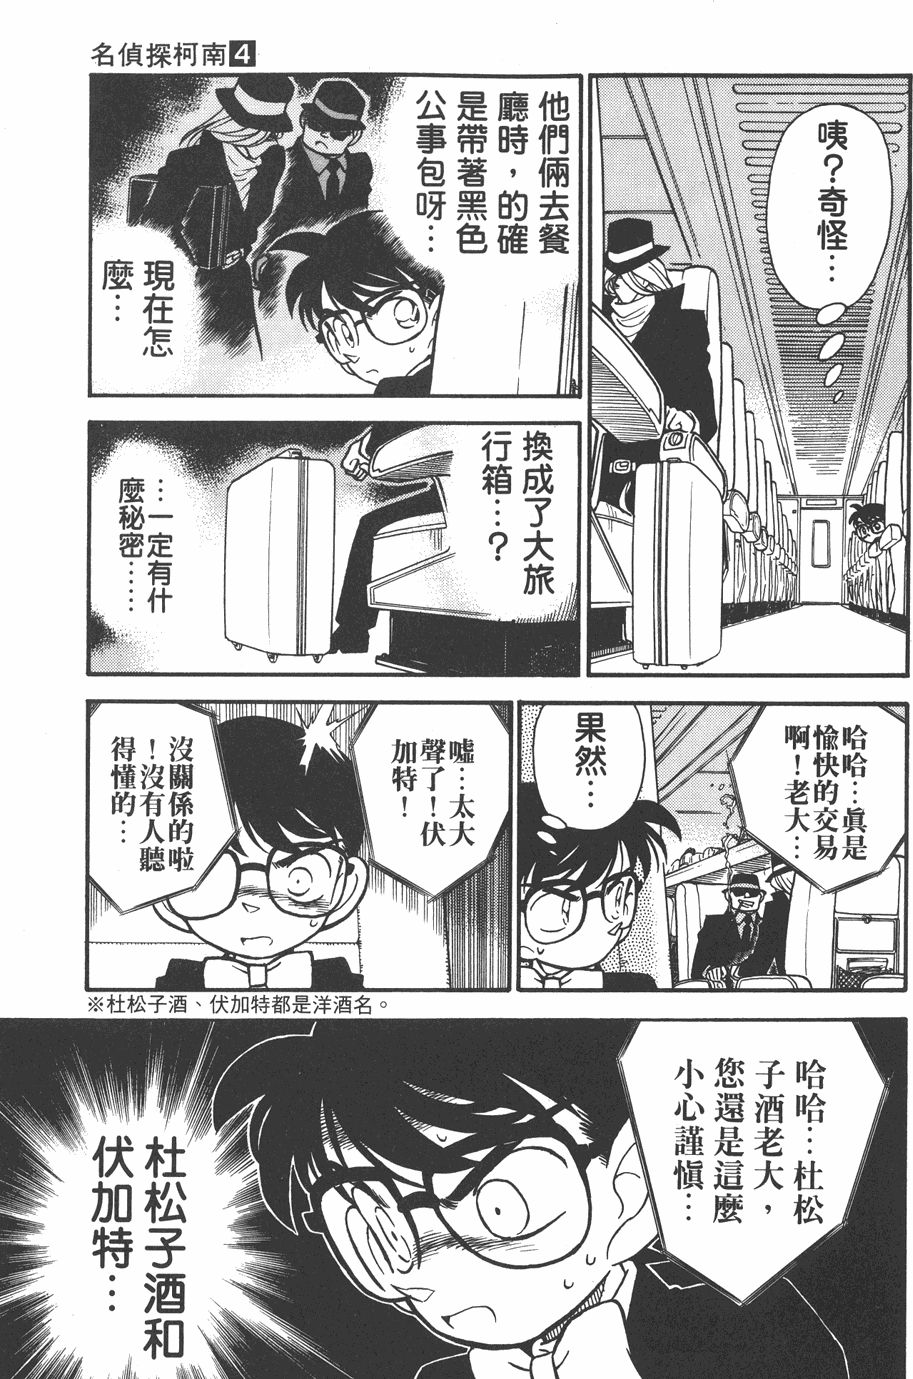 名偵探柯南4
咦？奇怪…
他們倆去餐
廳時，的確
是帶著黑色
公事包呀…
現在怎
麼…
換成了大旅
行箱…？
…一定有什
麼秘密……
哈哈…真是
愉快的交易
啊！老大…
果然…
噓…太大
聲了！伏
加特！
沒關係的啦
！沒有人聽
得懂的…
※杜松子酒、伏加特都是洋酒名。
哈哈…杜松
子酒老大，
您還是這麼
小心謹慎…
杜松子酒和
伏加特…